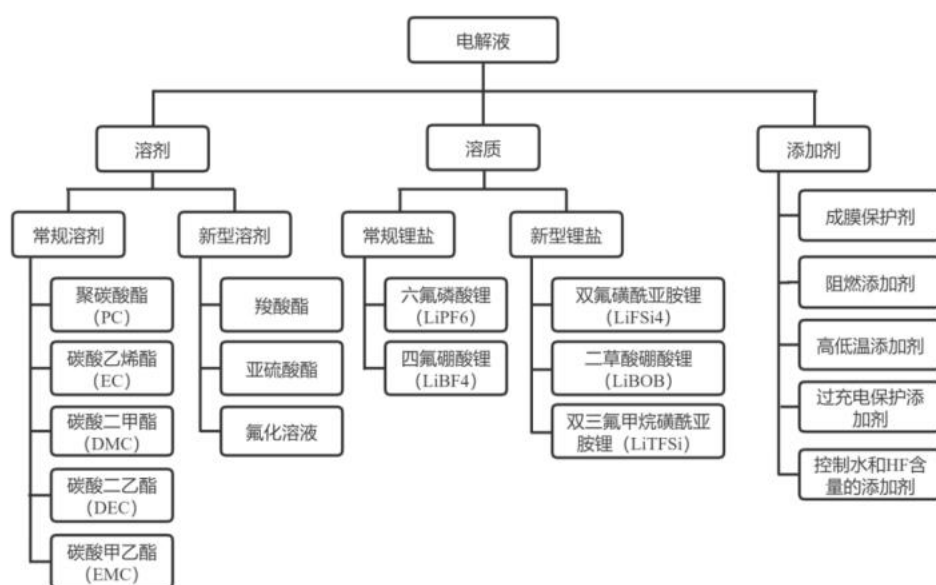 电解液
溶剂
溶质
添加剂
常规溶剂
新型溶剂
常规锂盐
新型锂盐
聚碳酸酯
(PC)
碳酸乙烯酯
(EC)
碳酸二甲酯
(DMC)
碳酸二乙酯
(DEC)
碳酸甲乙酯
(EMC)
羧酸酯
亚硫酸酯
氟化溶液
六氟磷酸锂
(LiPF6)
四氟硼酸锂
(LiBF4)
双氟磺酰亚胺锂
(LiFSi4)
二草酸硼酸锂
(LiBOB)
双三氟甲烷磺酰亚
胺锂（LiTFSi）
成膜保护剂
阻燃添加剂
高低温添加剂
过充电保护添
加剂
控制水和HF含
量的添加剂